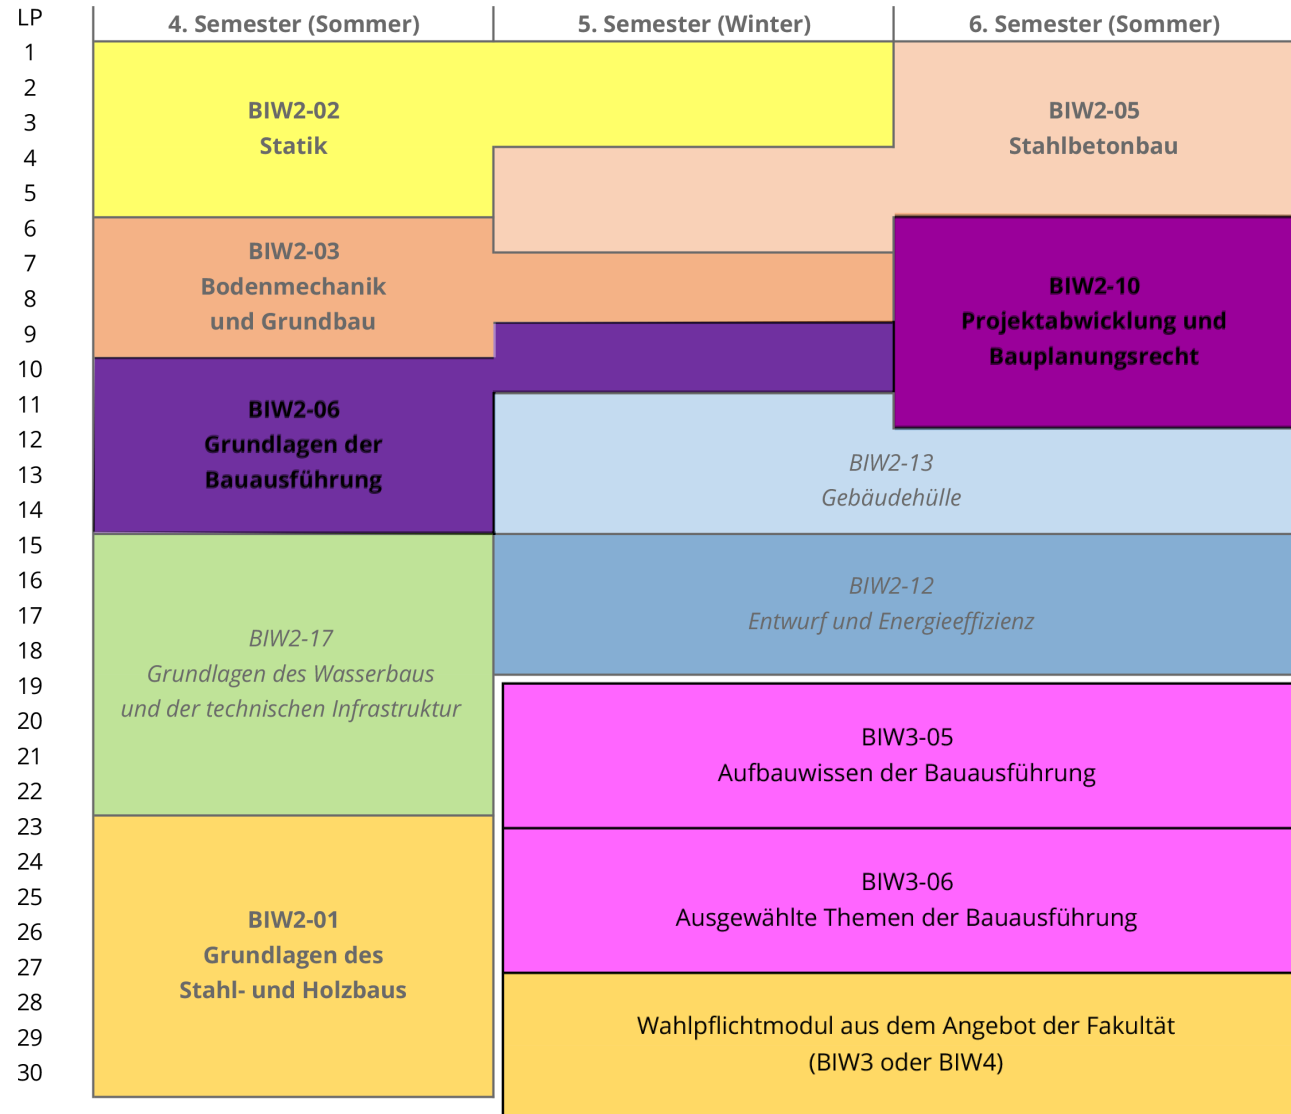 LP
4. Semester (Sommer)
5. Semester (Winter)
6. Semester (Sommer)
1
2
3
4
5
6
7
8
9
10
11
12
13
14
15
16
17
18
19
20
21
22
23
24
25
26
27
28
29
30
BIW2-02
Statik
BIW2-05
Stahlbetonbau
BIW2-03
Bodenmechanik
und Grundbau
BIW2-10
Projektabwicklung und
Bauplanungsrecht
BIW2-06
Grundlagen der
Bauausführung
BIW2-13
Gebäudehülle
BIW2-12
Entwurf und Energieeffizienz
BIW2-17
Grundlagen des Wasserbaus
und der technischen Infrastruktur
BIW3-05
Aufbauwissen der Bauausführung
BIW3-06
Ausgewählte Themen der Bauausführung
BIW2-01
Grundlagen des
Stahl- und Holzbaus
Wahlpflichtmodul aus dem Angebot der Fakultät
(BIW3 oder BIW4)